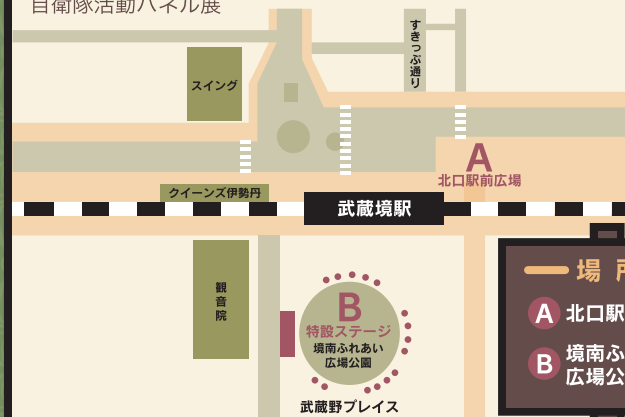 自衛隊活動パネル展
すきっぷ通り
スイング
A
北口駅前広場
クイーンズ伊勢丹
武蔵境駅
観音院
B
特設ステージ
境南ふれあい
広場公園
武蔵野プレイス
場 所
A 北口駅
B 境南ふ
広場公